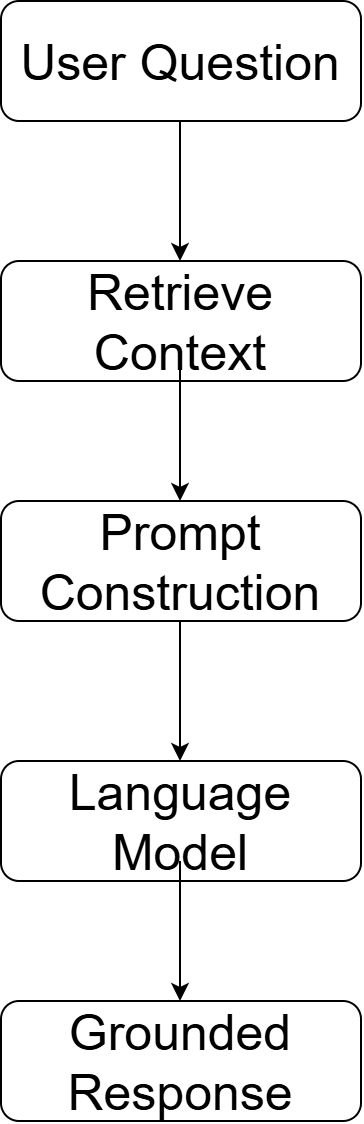 User Question
Retrieve
Context
Prompt
Construction
Language
Model
Grounded
Response